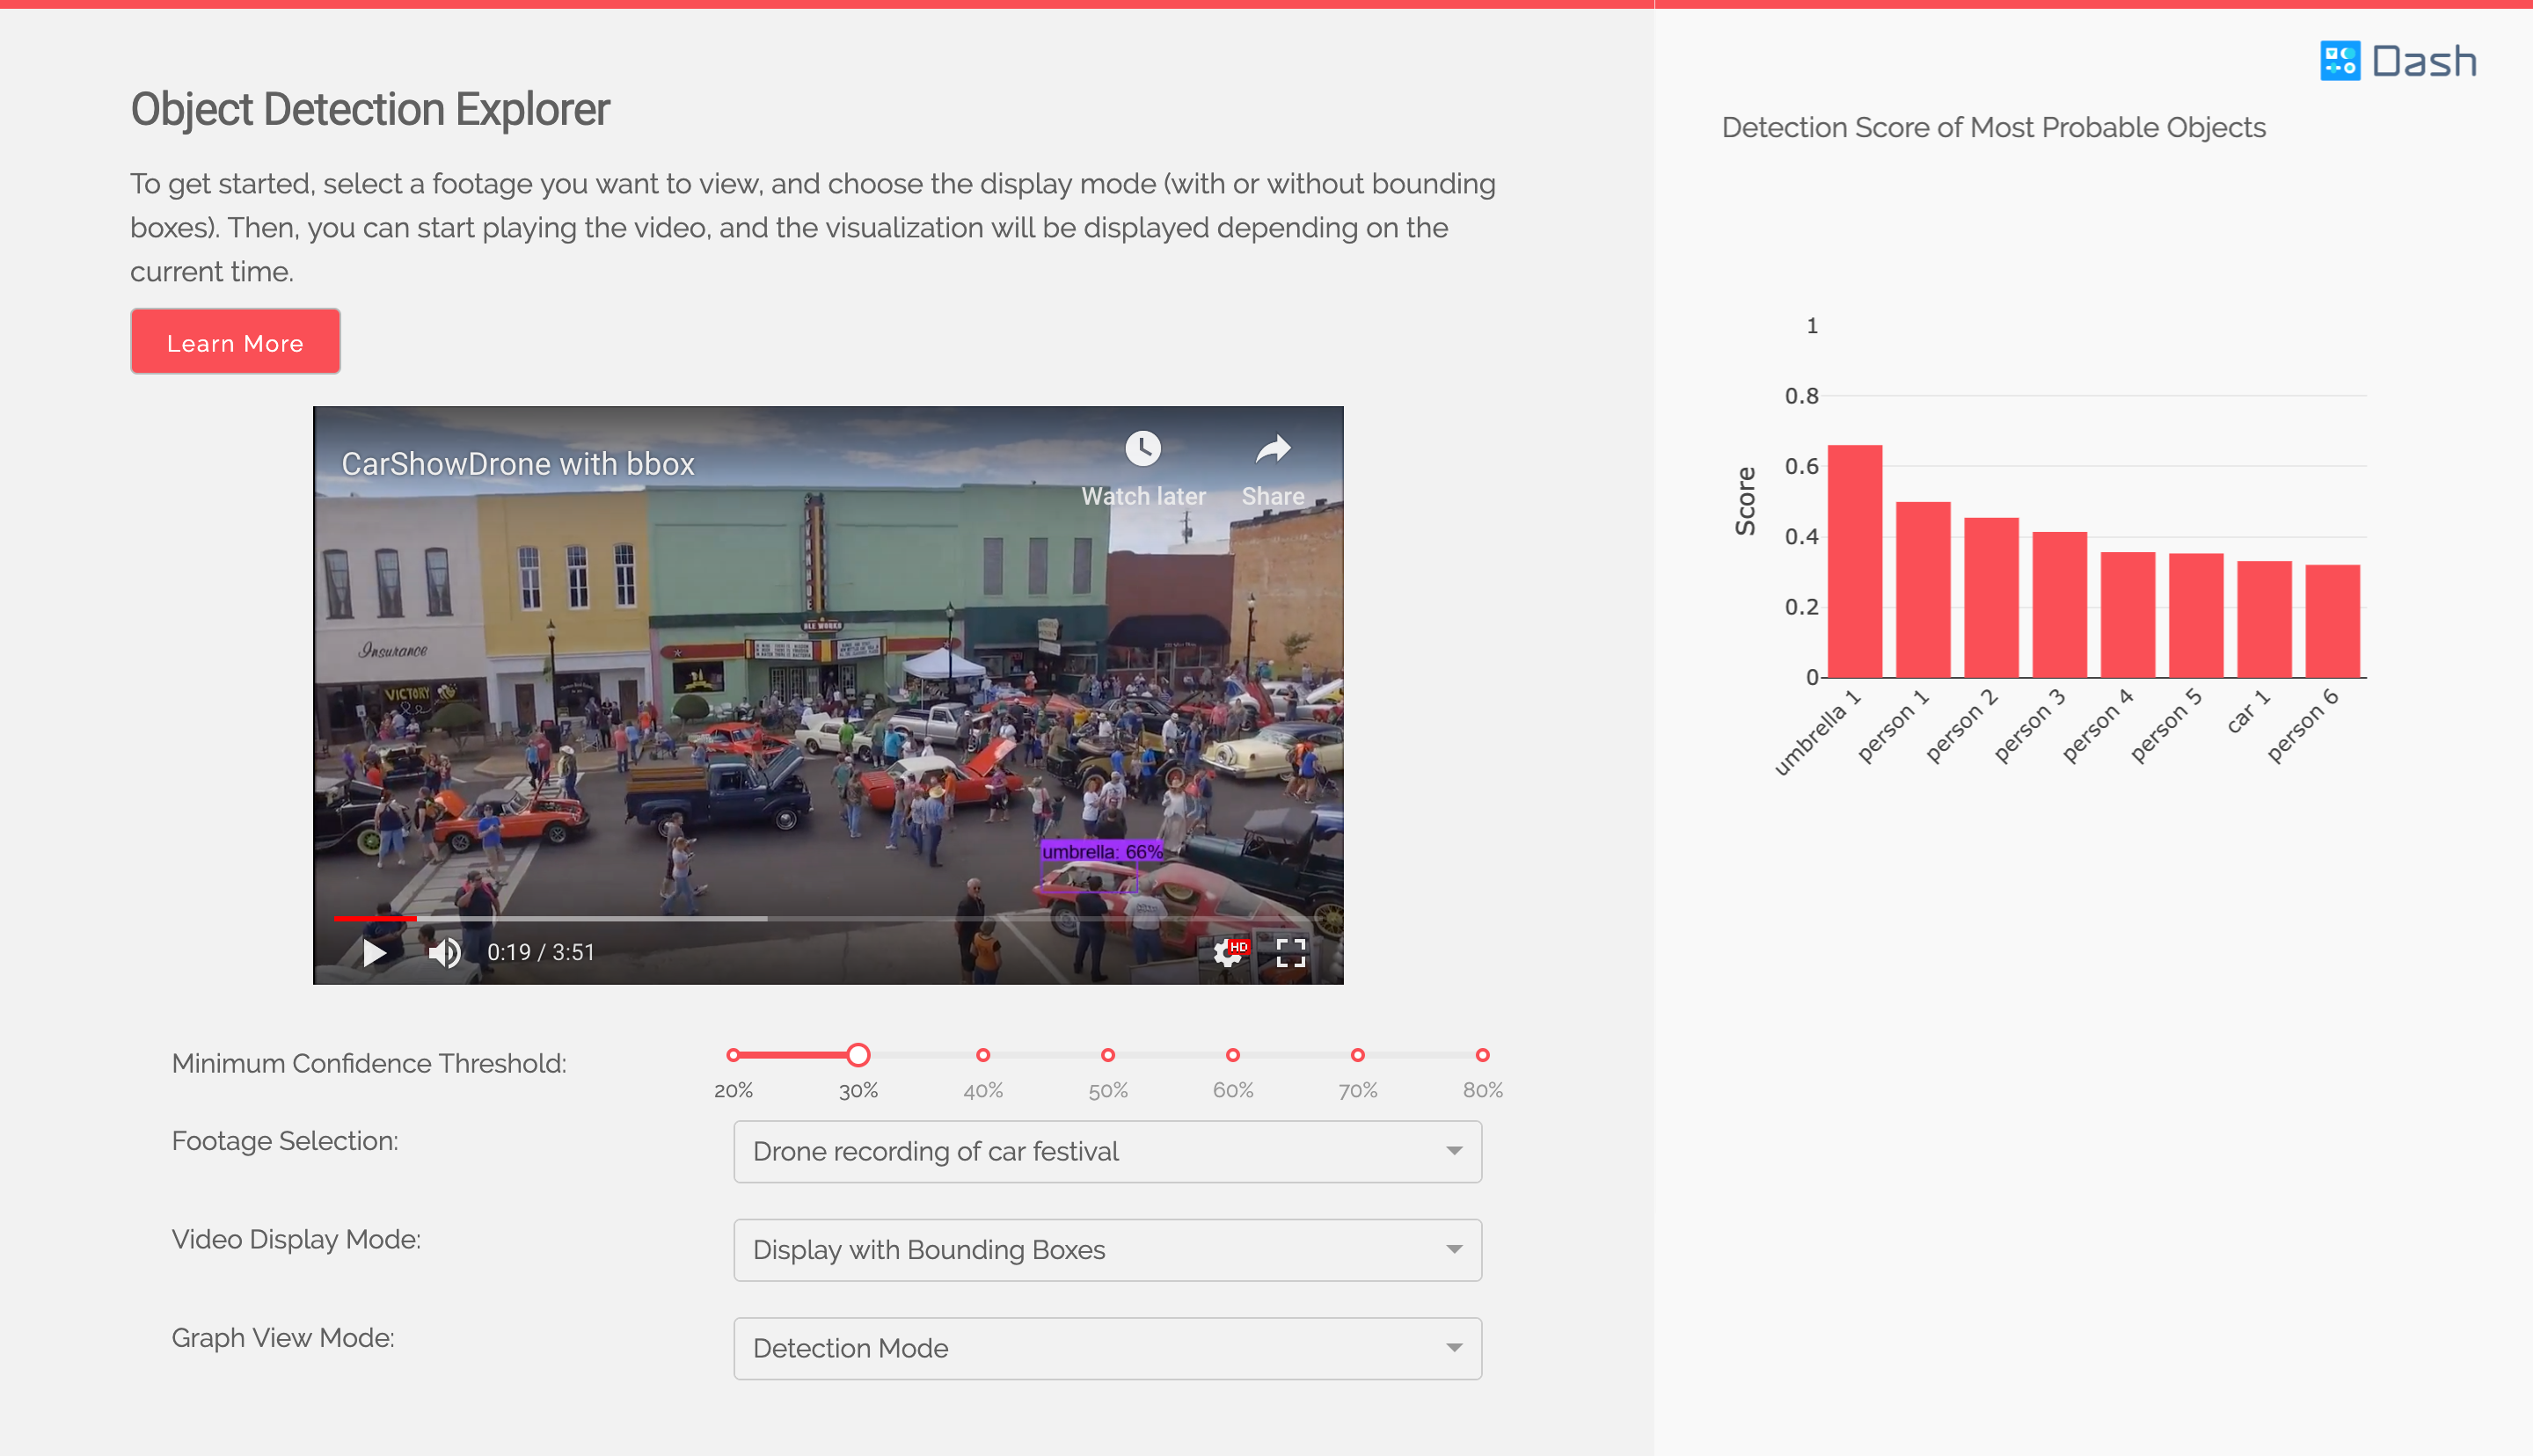 Dash
Object Detection Explorer
To get started, select a footage you want to view, and choose the display mode (with or without bounding
boxes). Then, you can start playing the video, and the visualization will be displayed depending on the
current time.
Learn More
CarShowDrone with bbox
Watch later
Share
Insurance
VICTORY
umbrella: 66%
0:19 / 3:51
HD
Minimum Confidence Threshold:
20% 30% 40% 50% 60% 70% 80%
Footage Selection:
Drone recording of car festival
Video Display Mode:
Display with Bounding Boxes
Graph View Mode:
Detection Mode
Detection Score of Most Probable Objects
1
0.8
0.6
0.4
0.2
0
Score
umbrella 1
person 1
person 2
person 3
person 4
person 5
car 1
person 6